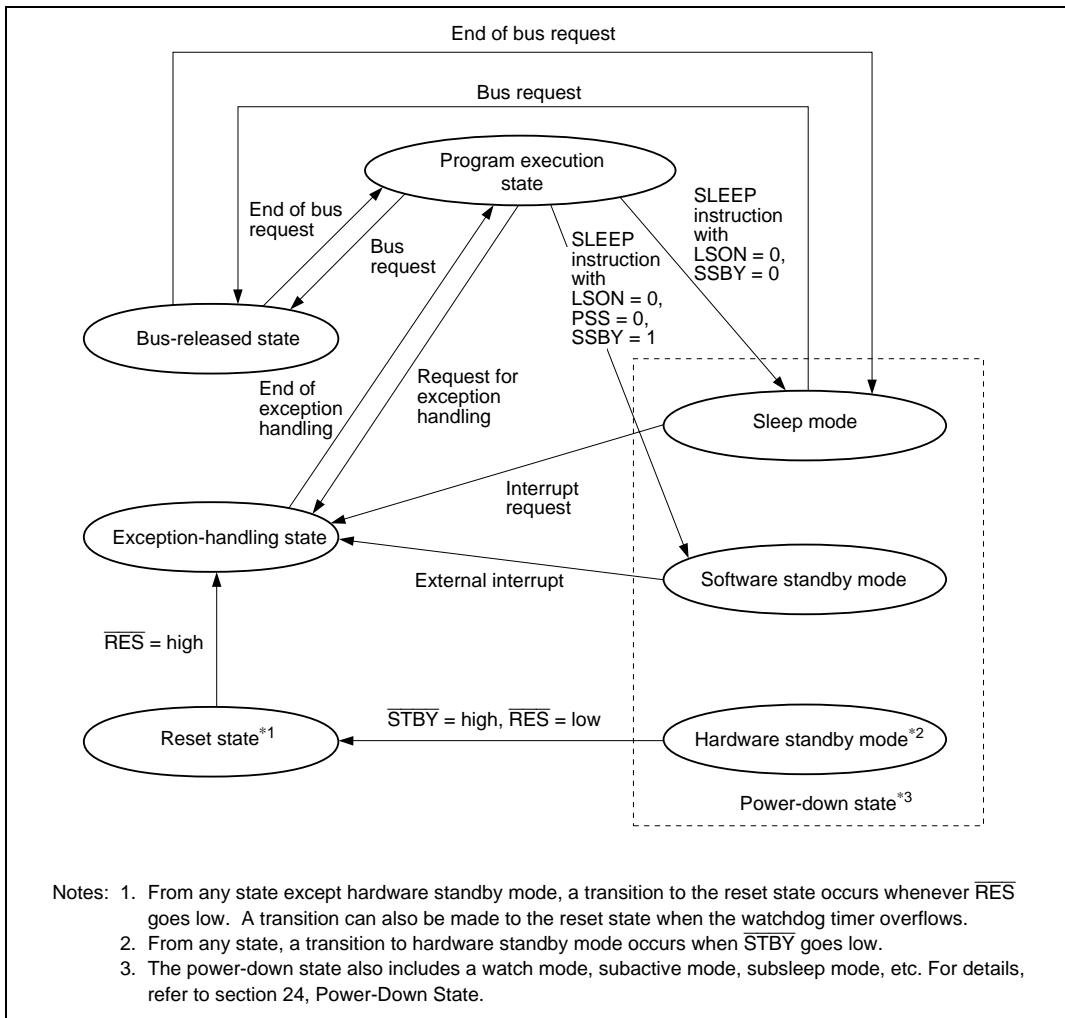 End of bus request
Bus request
Program execution
state
End of bus
request
Bus
request
SLEEP
instruction
with
LSON = 0,
PSS = 0,
SSBY = 1
SLEEP
instruction
with
LSON = 0,
SSBY = 0
Bus-released state
End of
exception
handling
Request for
exception
handling
Sleep mode
Interrupt
request
Exception-handling state
External interrupt
Software standby mode
R̅E̅S̅ = high
S̅T̅B̅Y̅ = high, R̅E̅S̅ = low
Reset state*1
Hardware standby mode*2
Power-down state*3
Notes: 1. From any state except hardware standby mode, a transition to the reset state occurs whenever R̅E̅S̅
goes low. A transition can also be made to the reset state when the watchdog timer overflows.
2. From any state, a transition to hardware standby mode occurs when S̅T̅B̅Y̅ goes low.
3. The power-down state also includes a watch mode, subactive mode, subsleep mode, etc. For details,
refer to section 24, Power-Down State.